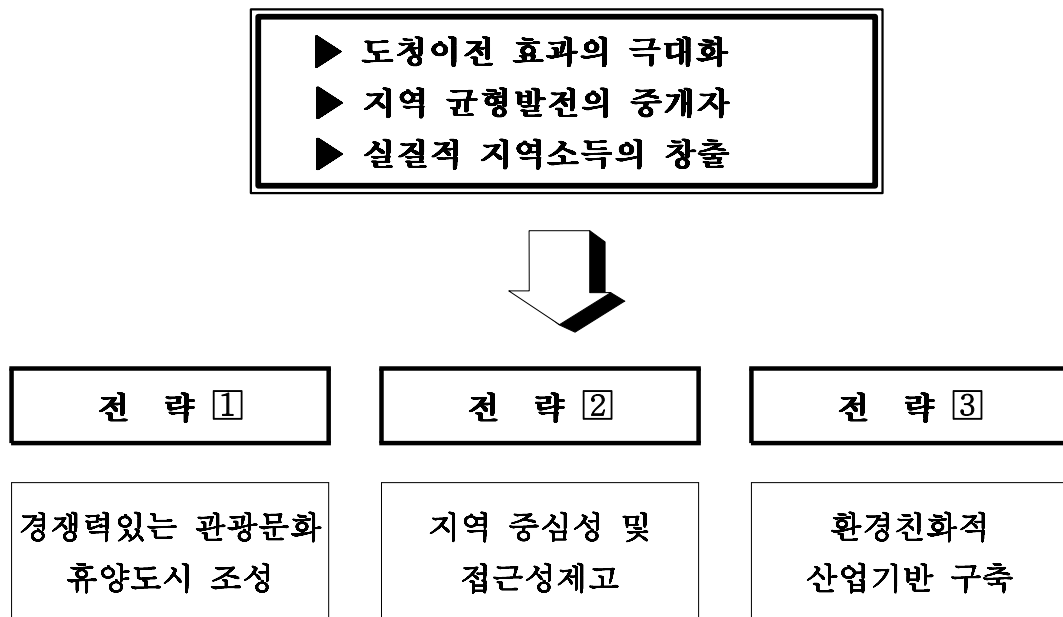 ▶ 도청이전 효과의 극대화
▶ 지역 균형발전의 중개자
▶ 실질적 지역소득의 창출
전 략 1
전 략 2
전 략 3
경쟁력있는 관광문화
휴양도시 조성
지역 중심성 및
접근성제고
환경친화적
산업기반 구축